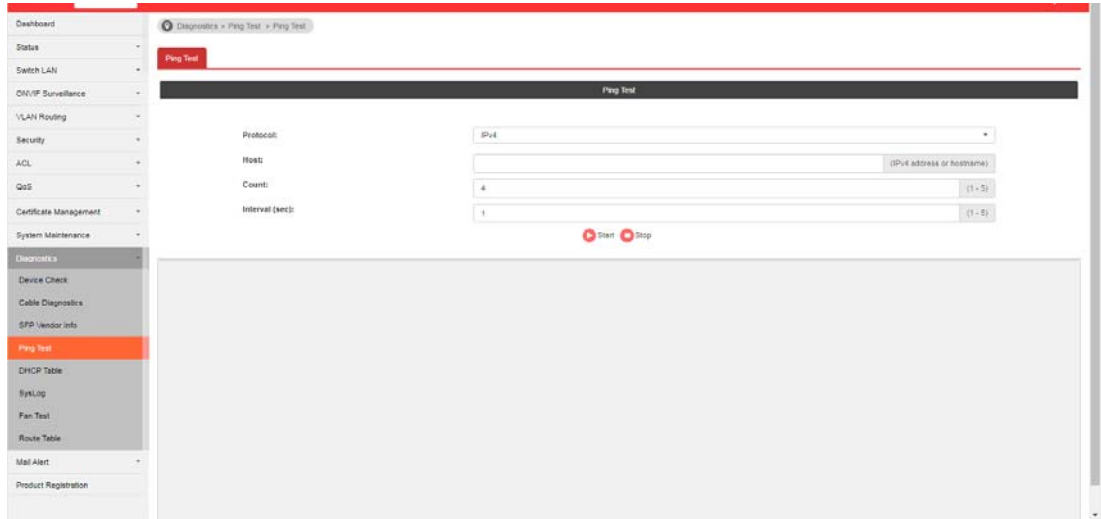 Dashboard
Status
Switch LAN
ONVIF Surveillance
VLAN Routing
Security
ACL
QoS
Certificate Management
System Maintenance
Diagnostics
Device Check
Cable Diagnostics
SFP Vendor Info
Ping Test
DHCP Table
SysLog
Fan Test
Route Table
Mail Alert
Product Registration
Diagnostics > Ping Test > Ping Test
Ping Test
Ping Test
Protocol:
IPv4
Host:
(IPv4 address or hostname)
Count:
4
(1 - 5)
Interval (sec):
1
(1 - 5)
Start Stop